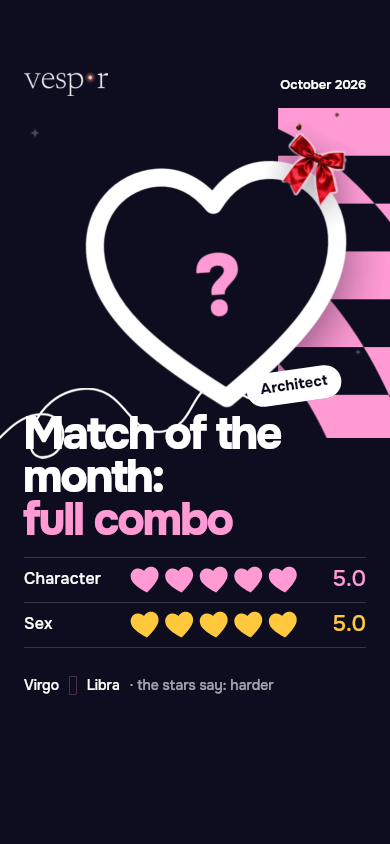 vesp r
October 2026
?
Architect
Match of the
month:
full combo
Character 5.0
Sex 5.0
Virgo Libra · the stars say: harder